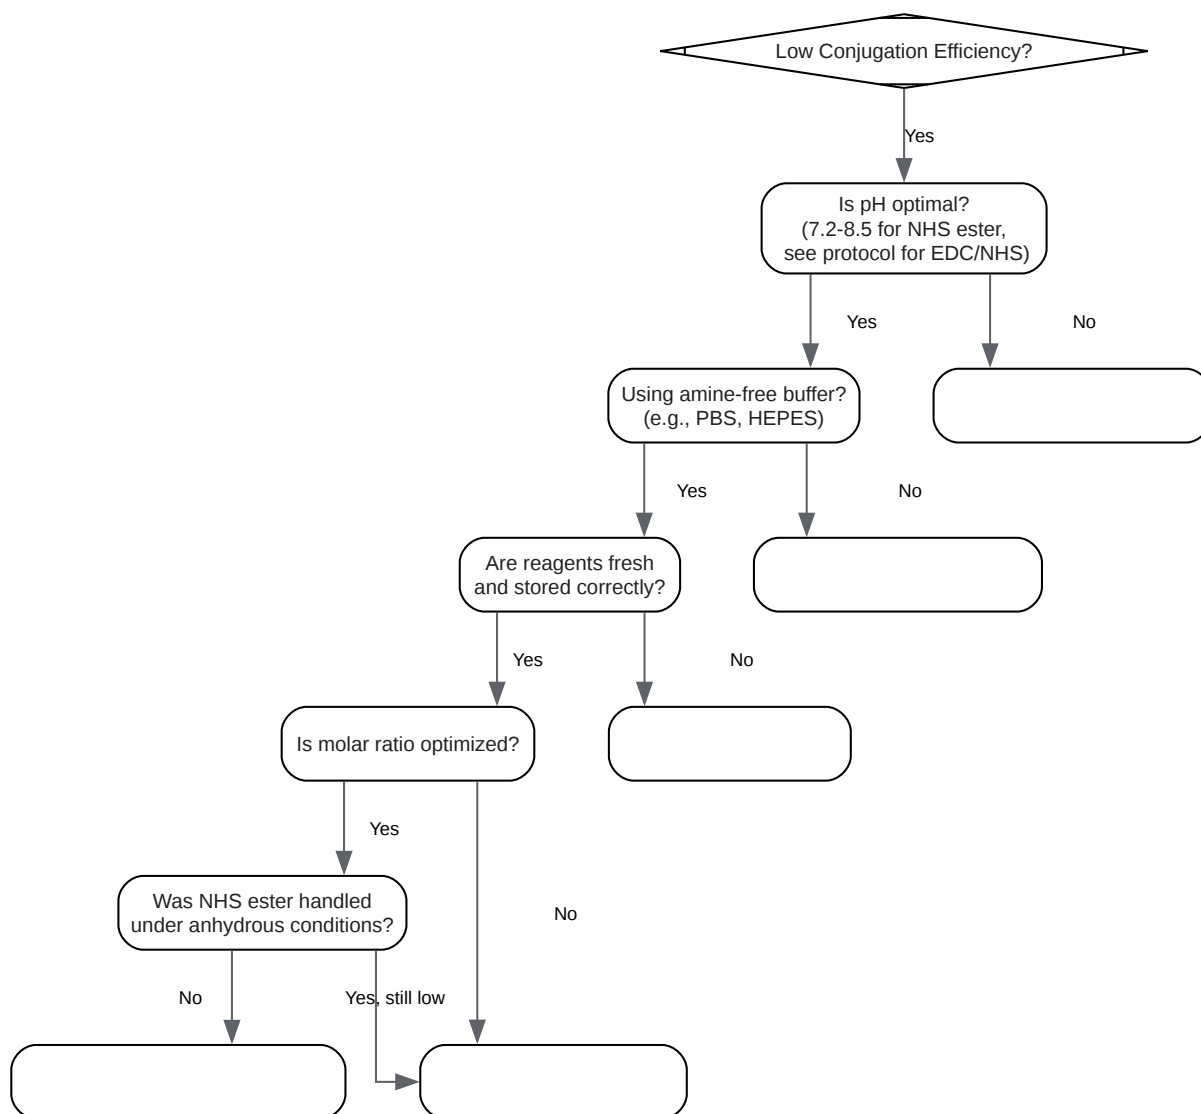 Low Conjugation Efficiency?
Yes
Is pH optimal?
(7.2-8.5 for NHS ester,
see protocol for EDC/NHS)
Yes
No
Using amine-free buffer?
(e.g., PBS, HEPES)
Yes
No
Are reagents fresh
and stored correctly?
Yes
No
Is molar ratio optimized?
Yes
Was NHS ester handled
under anhydrous conditions?
No
No
Yes, still low